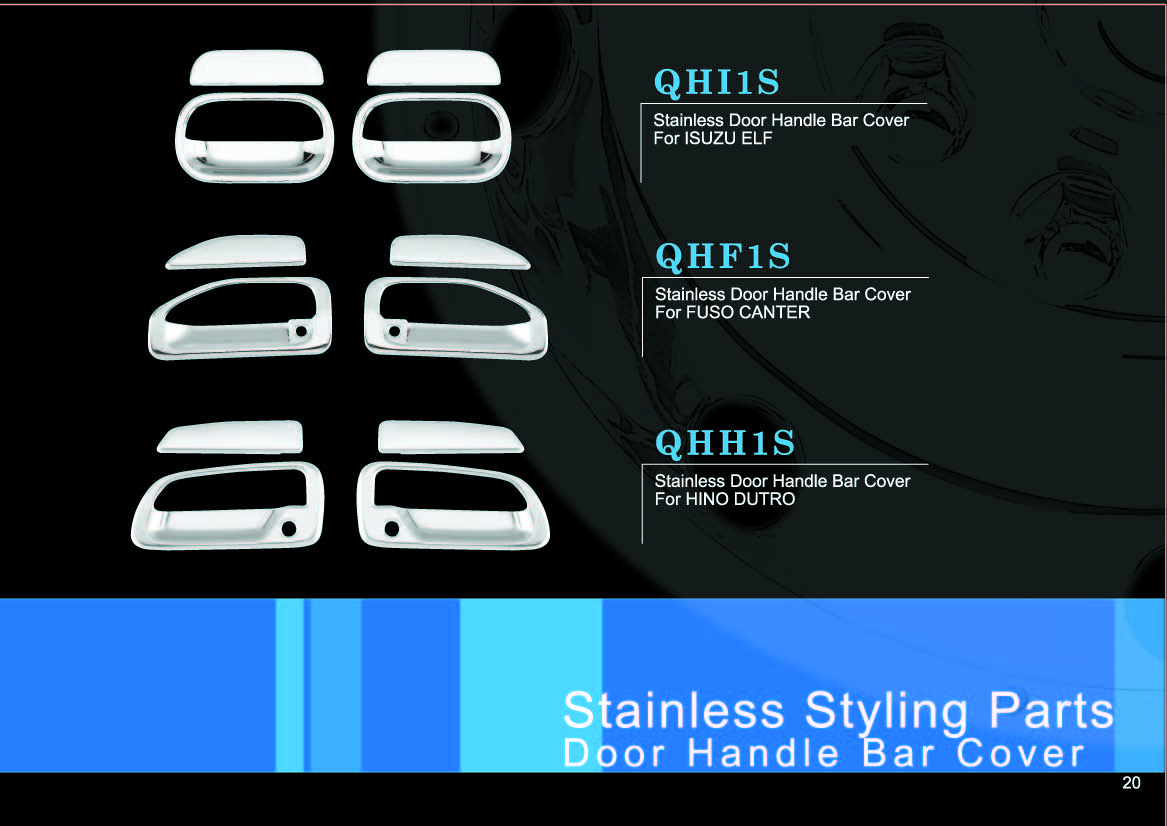 QHI1S
Stainless Door Handle Bar Cover
For ISUZU ELF
QHF1S
Stainless Door Handle Bar Cover
For FUSO CANTER
QHH1S
Stainless Door Handle Bar Cover
For HINO DUTRO
Stainless Styling Parts
Door Handle Bar Cover
20